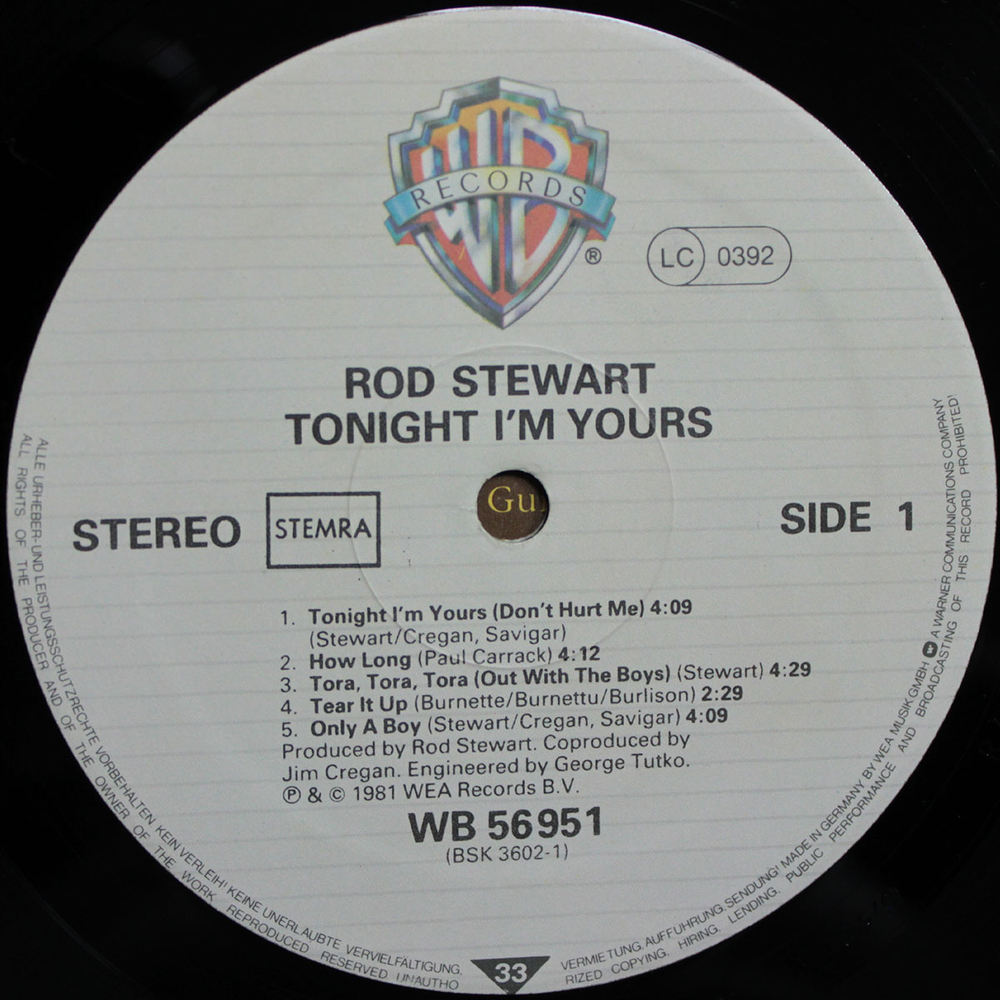 WB
RECORDS
®
LC 0392
ROD STEWART
TONIGHT I'M YOURS
Gu
STEREO STEMRA SIDE 1
1. Tonight I'm Yours (Don't Hurt Me) 4:09
(Stewart/Cregan, Savigar)
2. How Long (Paul Carrack) 4:12
3. Tora, Tora, Tora (Out With The Boys) (Stewart) 4:29
4. Tear It Up (Burnette/Burnettu/Burlison) 2:29
5. Only A Boy (Stewart/Cregan, Savigar) 4:09
Produced by Rod Stewart. Coproduced by
Jim Cregan. Engineered by George Tutko.
℗ & © 1981 WEA Records B.V.
WB 56951
(BSK 3602-1)
ALLE URHEBER- UND LEISTUNGSSCHUTZRECHTE VORBEHALTEN KEIN VERLEIH! KEINE UNERLAUBTE VERVIELFÄLTIGUNG,
VERMIETUNG, AUFFÜHRUNG, SENDUNG! MADE IN GERMANY BY WEA MUSIK GMBH A WARNER COMMUNICATIONS COMPANY
ALL RIGHTS OF THE PRODUCER AND OF THE OWNER OF THE WORK REPRODUCED RESERVED UNAUTHO
RIZED COPYING. HIRING. LENDING. PUBLIC PERFORMANCE AND BROADCASTING OF THIS RECORD PROHIBITED!
33